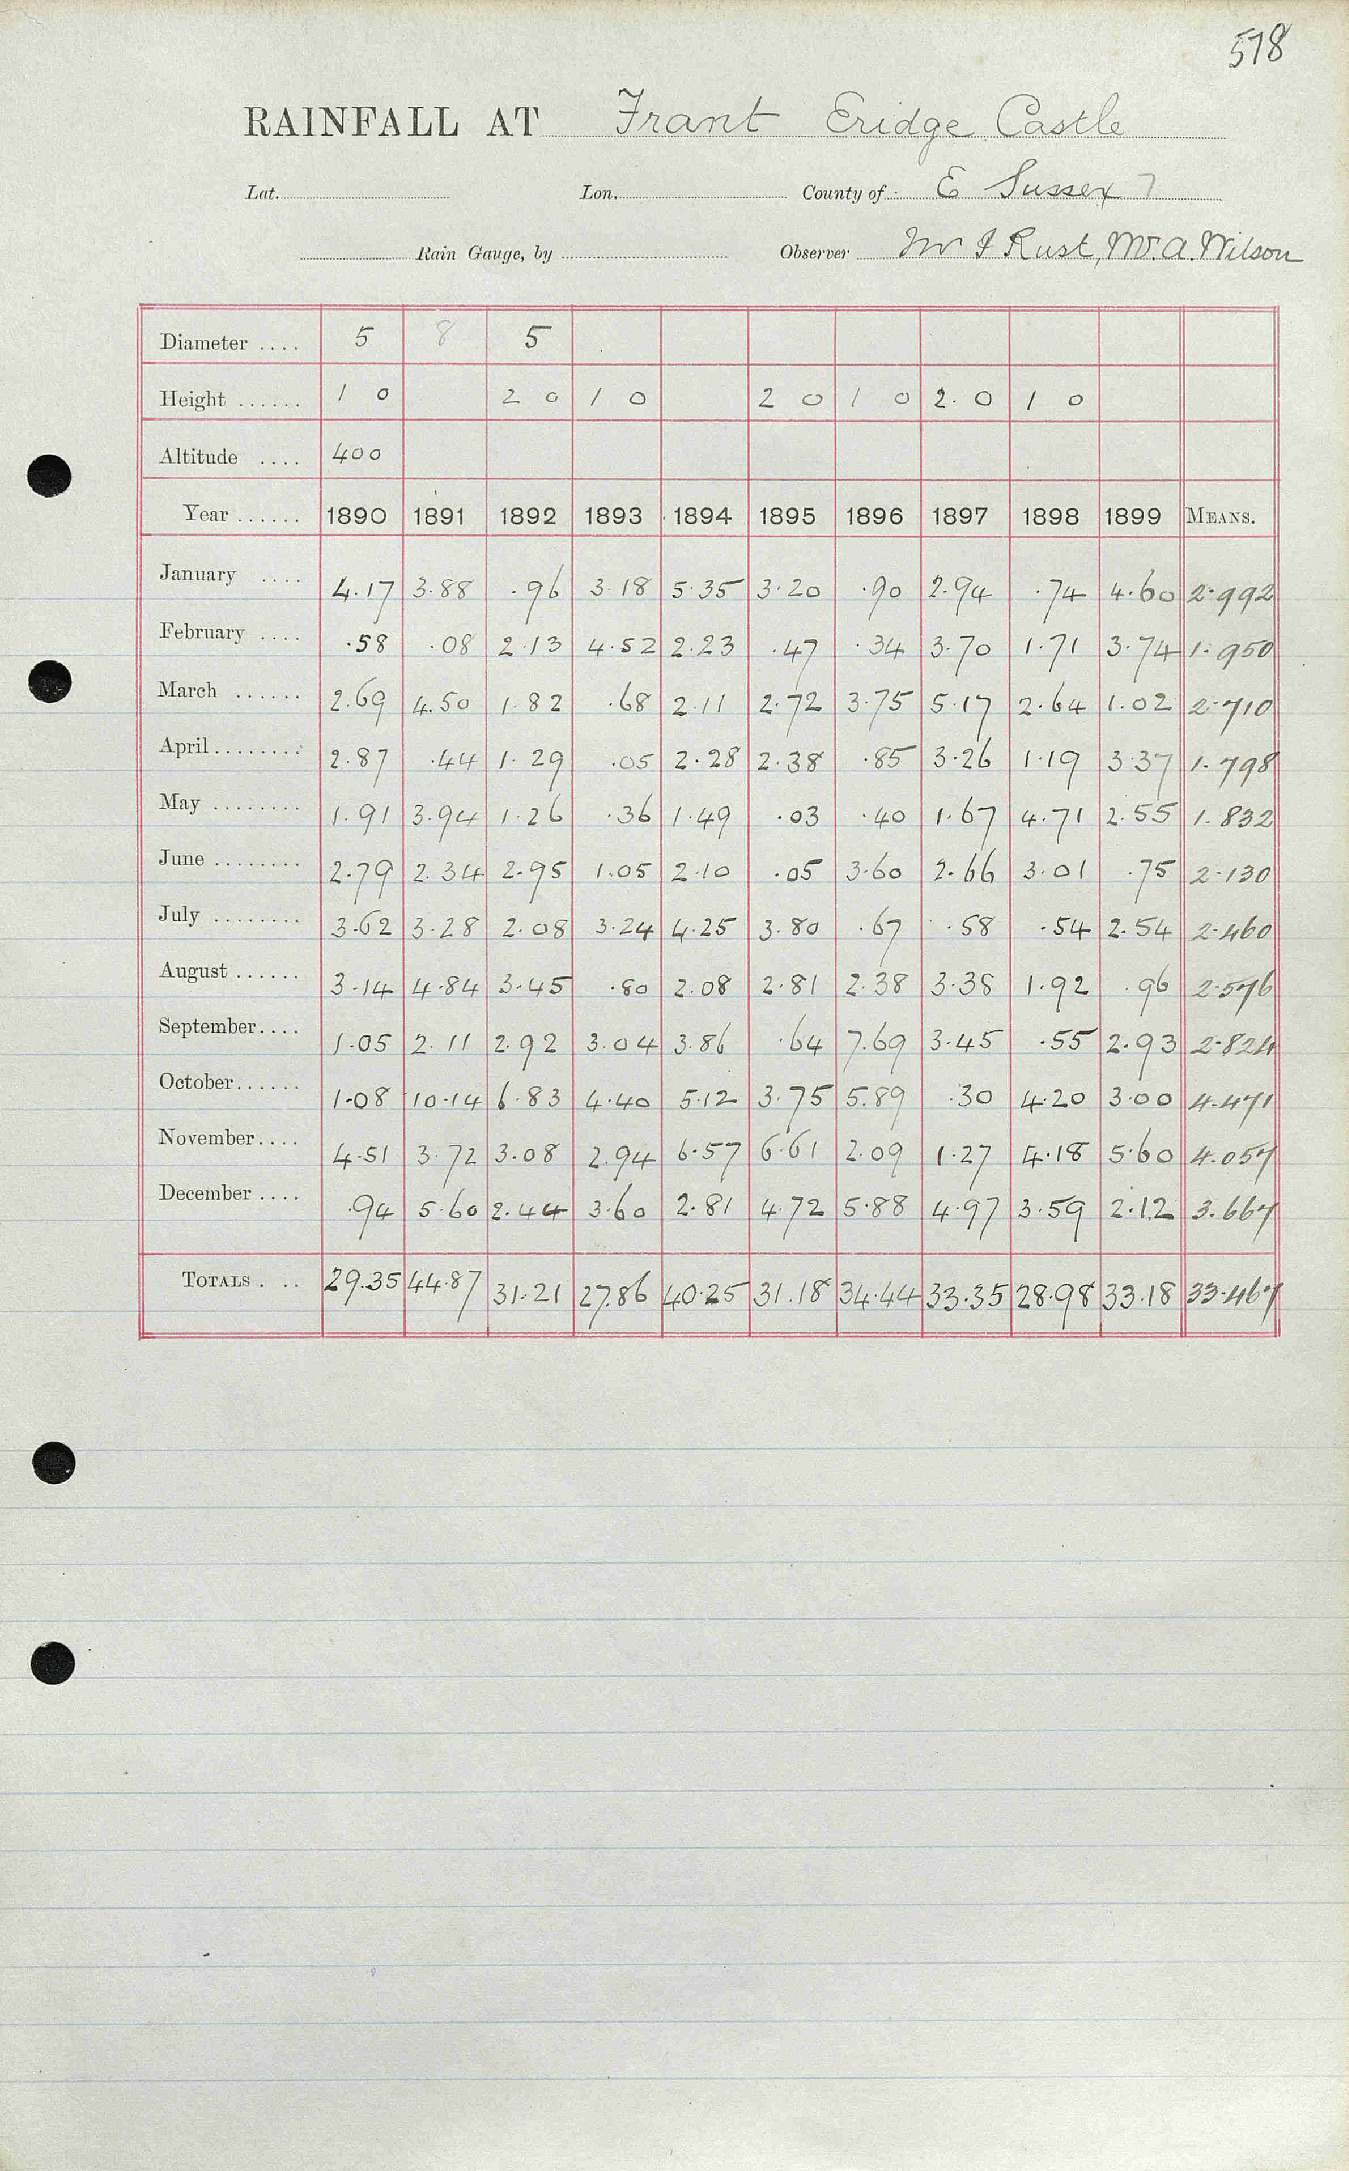 578
RAINFALL AT Frant Eridge Castle
Lat. Lon. County of E Sussex 7
Rain Gauge, by Observer Mr J Rust, Mr. A. Wilson
Diameter .... 5 8 5
Height ...... 1 0 2 0 1 0 2 0 1 0 2. 0 1 0
Altitude .... 400
Year ...... 1890 1891 1892 1893 1894 1895 1896 1897 1898 1899 MEANS.
January .... 4.17 3.88 .96 3.18 5.35 3.20 .90 2.94 .74 4.60 2.992
February .... .58 .08 2.13 4.52 2.23 .47 .34 3.70 1.71 3.74 1.950
March ...... 2.69 4.50 1.82 .68 2.11 2.72 3.75 5.17 2.64 1.02 2.710
April ........ 2.87 .44 1.29 .05 2.28 2.38 .85 3.26 1.19 3.37 1.798
May ........ 1.91 3.94 1.26 .36 1.49 .03 .40 1.67 4.71 2.55 1.832
June ........ 2.79 2.34 2.95 1.05 2.10 .05 3.60 2.66 3.01 .75 2.130
July ........ 3.62 3.28 2.08 3.24 4.25 3.80 .67 .58 .54 2.54 2.460
August ...... 3.14 4.84 3.45 .80 2.08 2.81 2.38 3.38 1.92 .96 2.576
September .... 1.05 2.11 2.92 3.04 3.86 .64 7.69 3.45 .55 2.93 2.824
October ...... 1.08 10.14 6.83 4.40 5.12 3.75 5.89 .30 4.20 3.00 4.471
November .... 4.51 3.72 3.08 2.94 6.57 6.61 2.09 1.27 4.18 5.60 4.057
December .... .94 5.60 2.44 3.60 2.81 4.72 5.88 4.97 3.59 2.12 3.667
TOTALS . .. 29.35 44.87 31.21 27.86 40.25 31.18 34.44 33.35 28.98 33.18 33.467